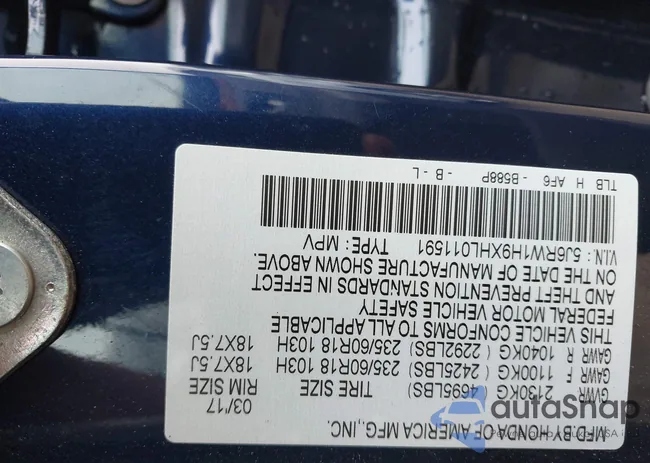 MFD.BY HONDA OF AMERICA MFG.,INC. 03/17
GVWR 2130KG (4695LBS) TIRE SIZE RIM SIZE
GAWR F 1100KG (2425LBS) 235/60R18 103H 18X7.5J
GAWR R 1040KG (2292LBS) 235/60R18 103H 18X7.5J
THIS VEHICLE CONFORMS TO ALL APPLICABLE
FEDERAL MOTOR VEHICLE SAFETY
AND THEFT PREVENTION STANDARDS IN EFFECT
ON THE DATE OF MANUFACTURE SHOWN ABOVE.
V.I.N.: 5J6RW1H9XHL011591 TYPE: MPV
TLB H AF6 -B588P -B-L
autoSnap